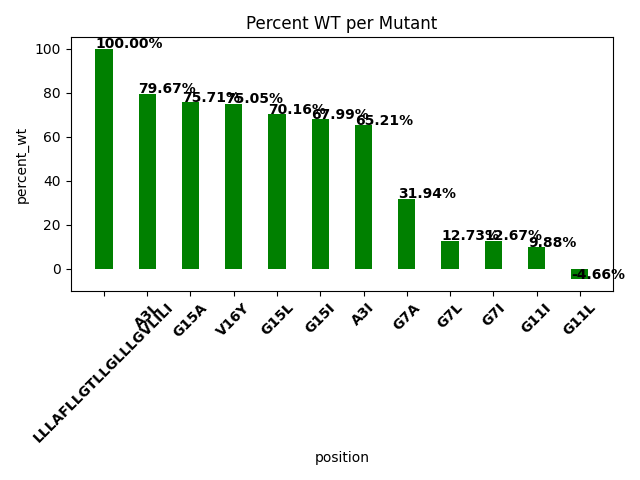 Percent WT per Mutant
percent_wt
100
80
60
40
20
0
100.00%
79.67%
75.71%
75.05%
70.16%
67.99%
65.21%
31.94%
12.73%
12.67%
9.88%
-4.66%
LLLAFLLGTLLGLLLGVLILI
G15A
V16Y
G15L
G15I
A3I
G7A
G7L
G7I
G11I
G11L
position